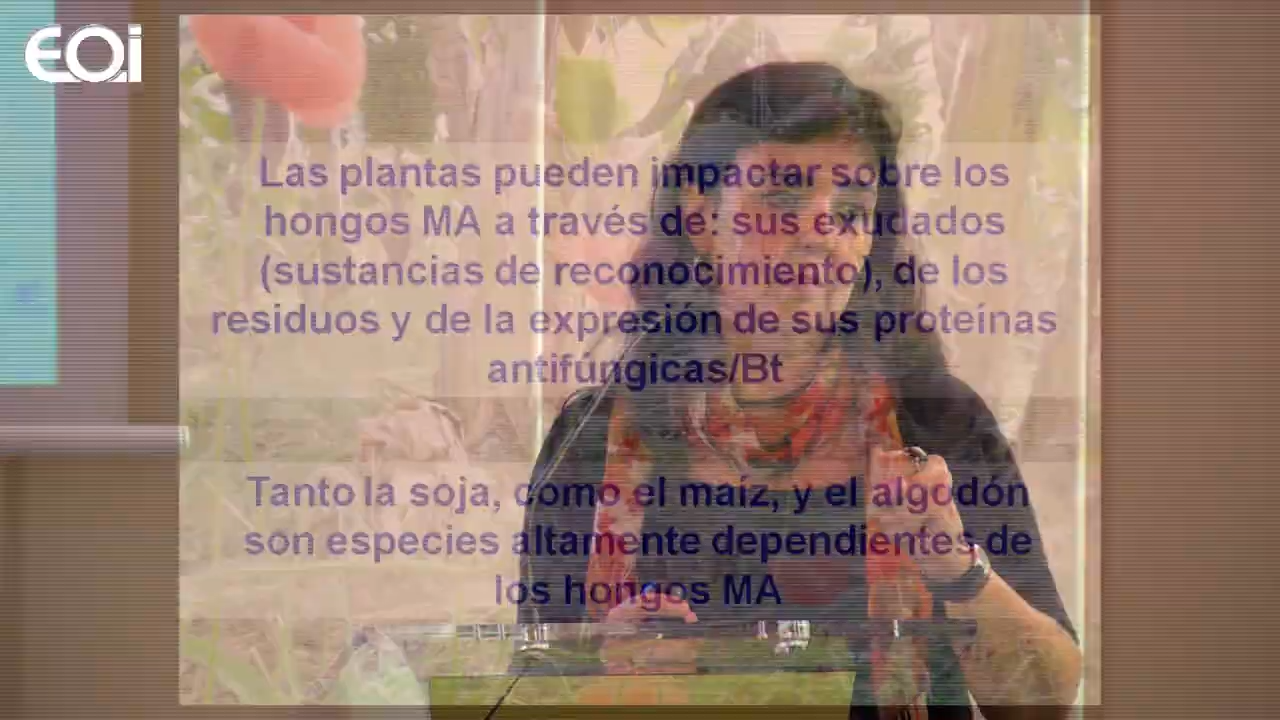 EOi
Las plantas pueden impactar sobre los
hongos MA a través de: sus exudados
(sustancias de reconocimiento), de los
residuos y de la expresión de sus proteínas
antifúngicas/Bt
Tanto la soja, como el maíz, y el algodón
son especies altamente dependientes de
los hongos MA